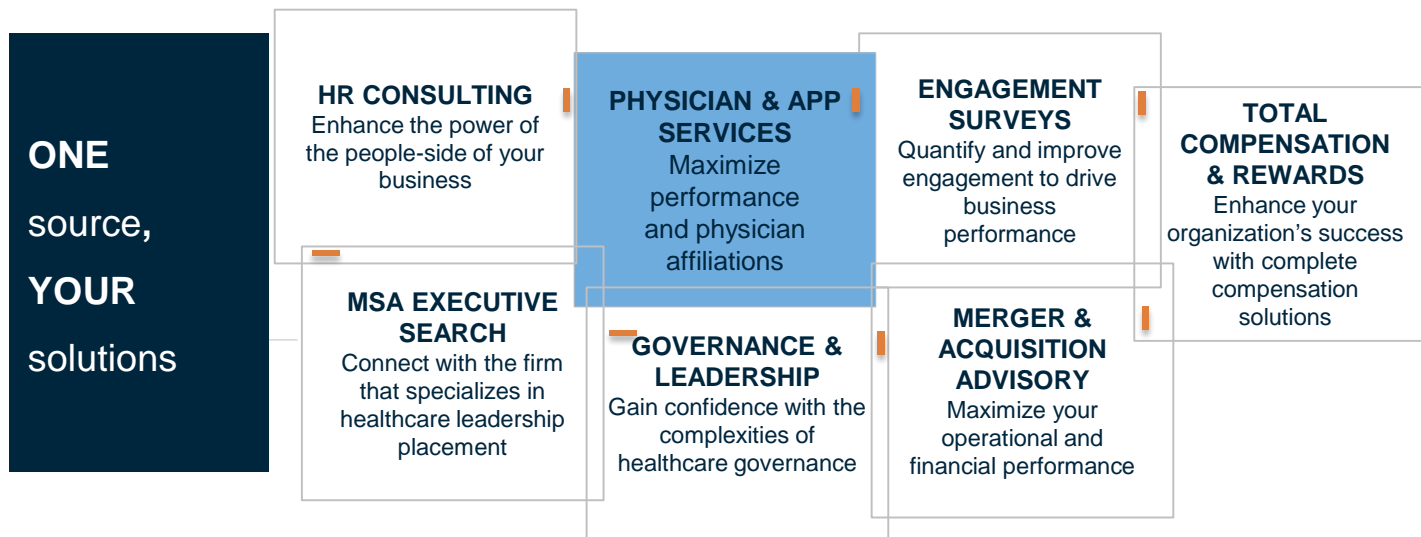 ONE
source,
YOUR
solutions
HR CONSULTING
Enhance the power of
the people-side of your
business
PHYSICIAN & APP
SERVICES
Maximize
performance
and physician
affiliations
ENGAGEMENT
SURVEYS
Quantify and improve
engagement to drive
business
performance
TOTAL
COMPENSATION
& REWARDS
Enhance your
organization’s success
with complete
compensation
solutions
MSA EXECUTIVE
SEARCH
Connect with the firm
that specializes in
healthcare leadership
placement
GOVERNANCE &
LEADERSHIP
Gain confidence with the
complexities of
healthcare governance
MERGER &
ACQUISITION
ADVISORY
Maximize your
operational and
financial performance